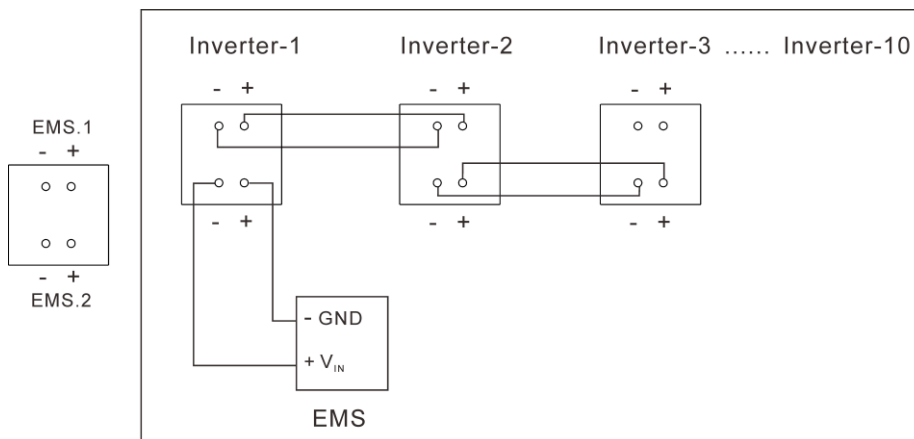 Inverter-1 Inverter-2 Inverter-3 ...... Inverter-10
- + - + - +
EMS.1
- +
- + - + - +
- +
EMS.2
- GND
+ VIN
EMS